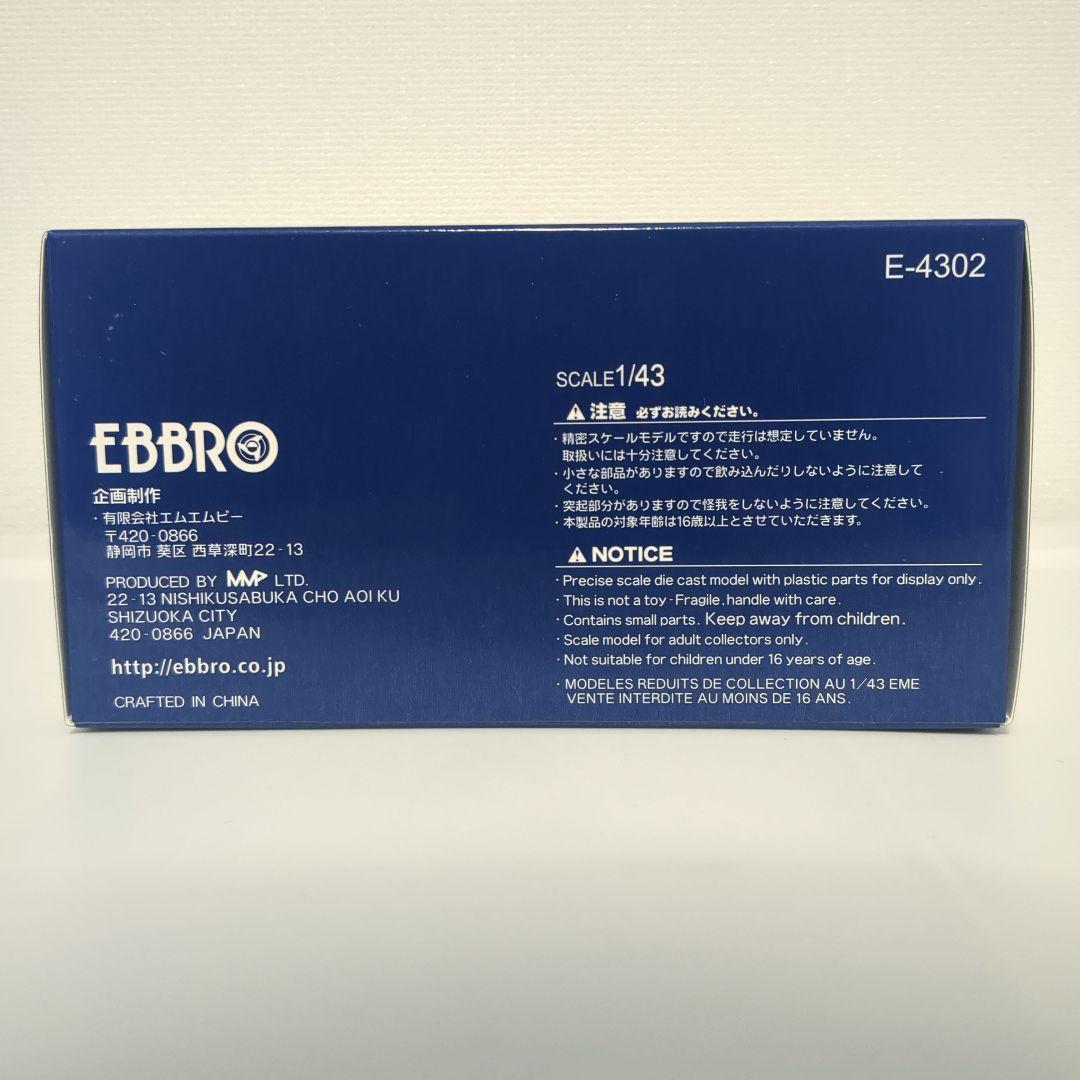 E-4302
EBBRO
企画制作
・有限会社エムエムビー
〒420-0866
静岡市 葵区 西草深町22-13
PRODUCED BY MMP LTD.
22-13 NISHIKUSABUKA CHO AOI KU
SHIZUOKA CITY
420-0866 JAPAN
http://ebbro.co.jp
CRAFTED IN CHINA
SCALE1/43
注意 必ずお読みください。
・精密スケールモデルですので走行は想定していません。
取扱いには十分注意してください。
・小さな部品がありますので飲み込んだりしないように注意して
ください。
・突起部分がありますので怪我をしないように注意してください。
・本製品の対象年齢は16歳以上とさせていただきます。
NOTICE
・Precise scale die cast model with plastic parts for display only.
・This is not a toy-Fragile, handle with care.
・Contains small parts. Keep away from children.
・Scale model for adult collectors only.
・Not suitable for children under 16 years of age.
・MODELES REDUITS DE COLLECTION AU 1/43 EME
VENTE INTERDITE AU MOINS DE 16 ANS.